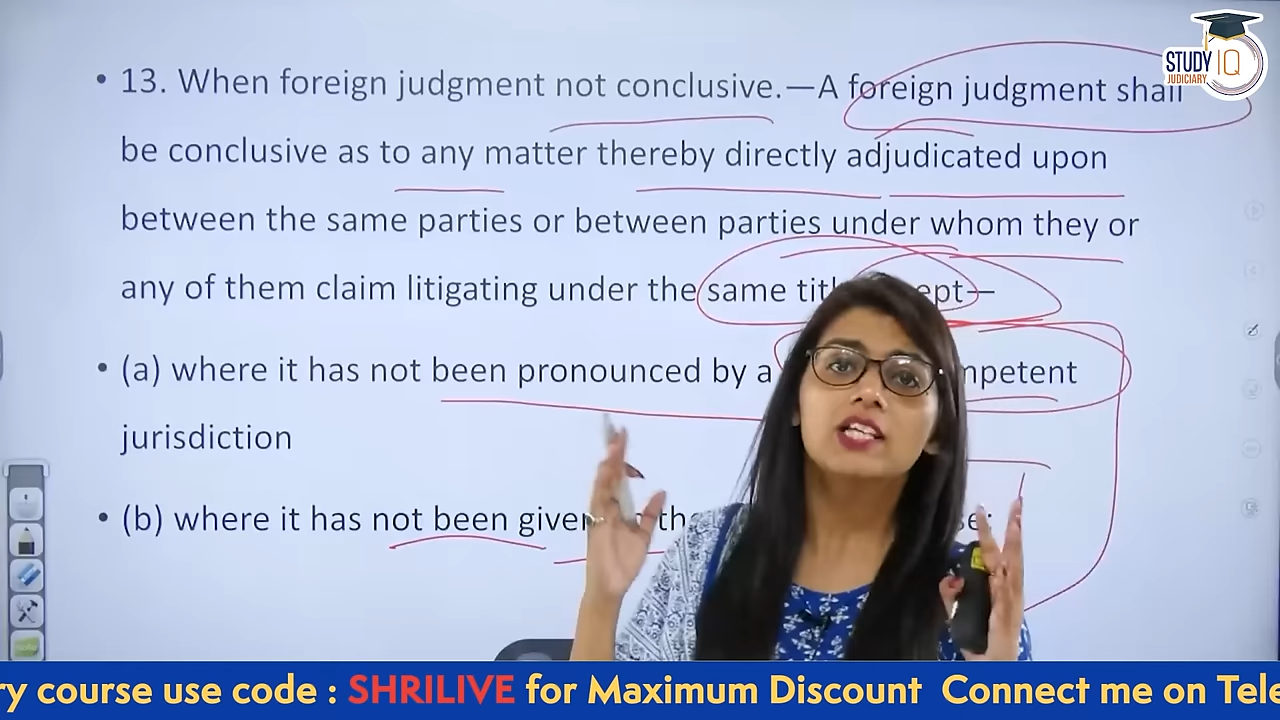 STUDY IQ
JUDICIARY
• 13. When foreign judgment not conclusive.—A foreign judgment shall
be conclusive as to any matter thereby directly adjudicated upon
between the same parties or between parties under whom they or
any of them claim litigating under the same
• (a) where it has not been pronounced by a
jurisdiction
• (b) where it has not been given
ry course use code : SHRILIVE for Maximum Discount Connect me on Tele